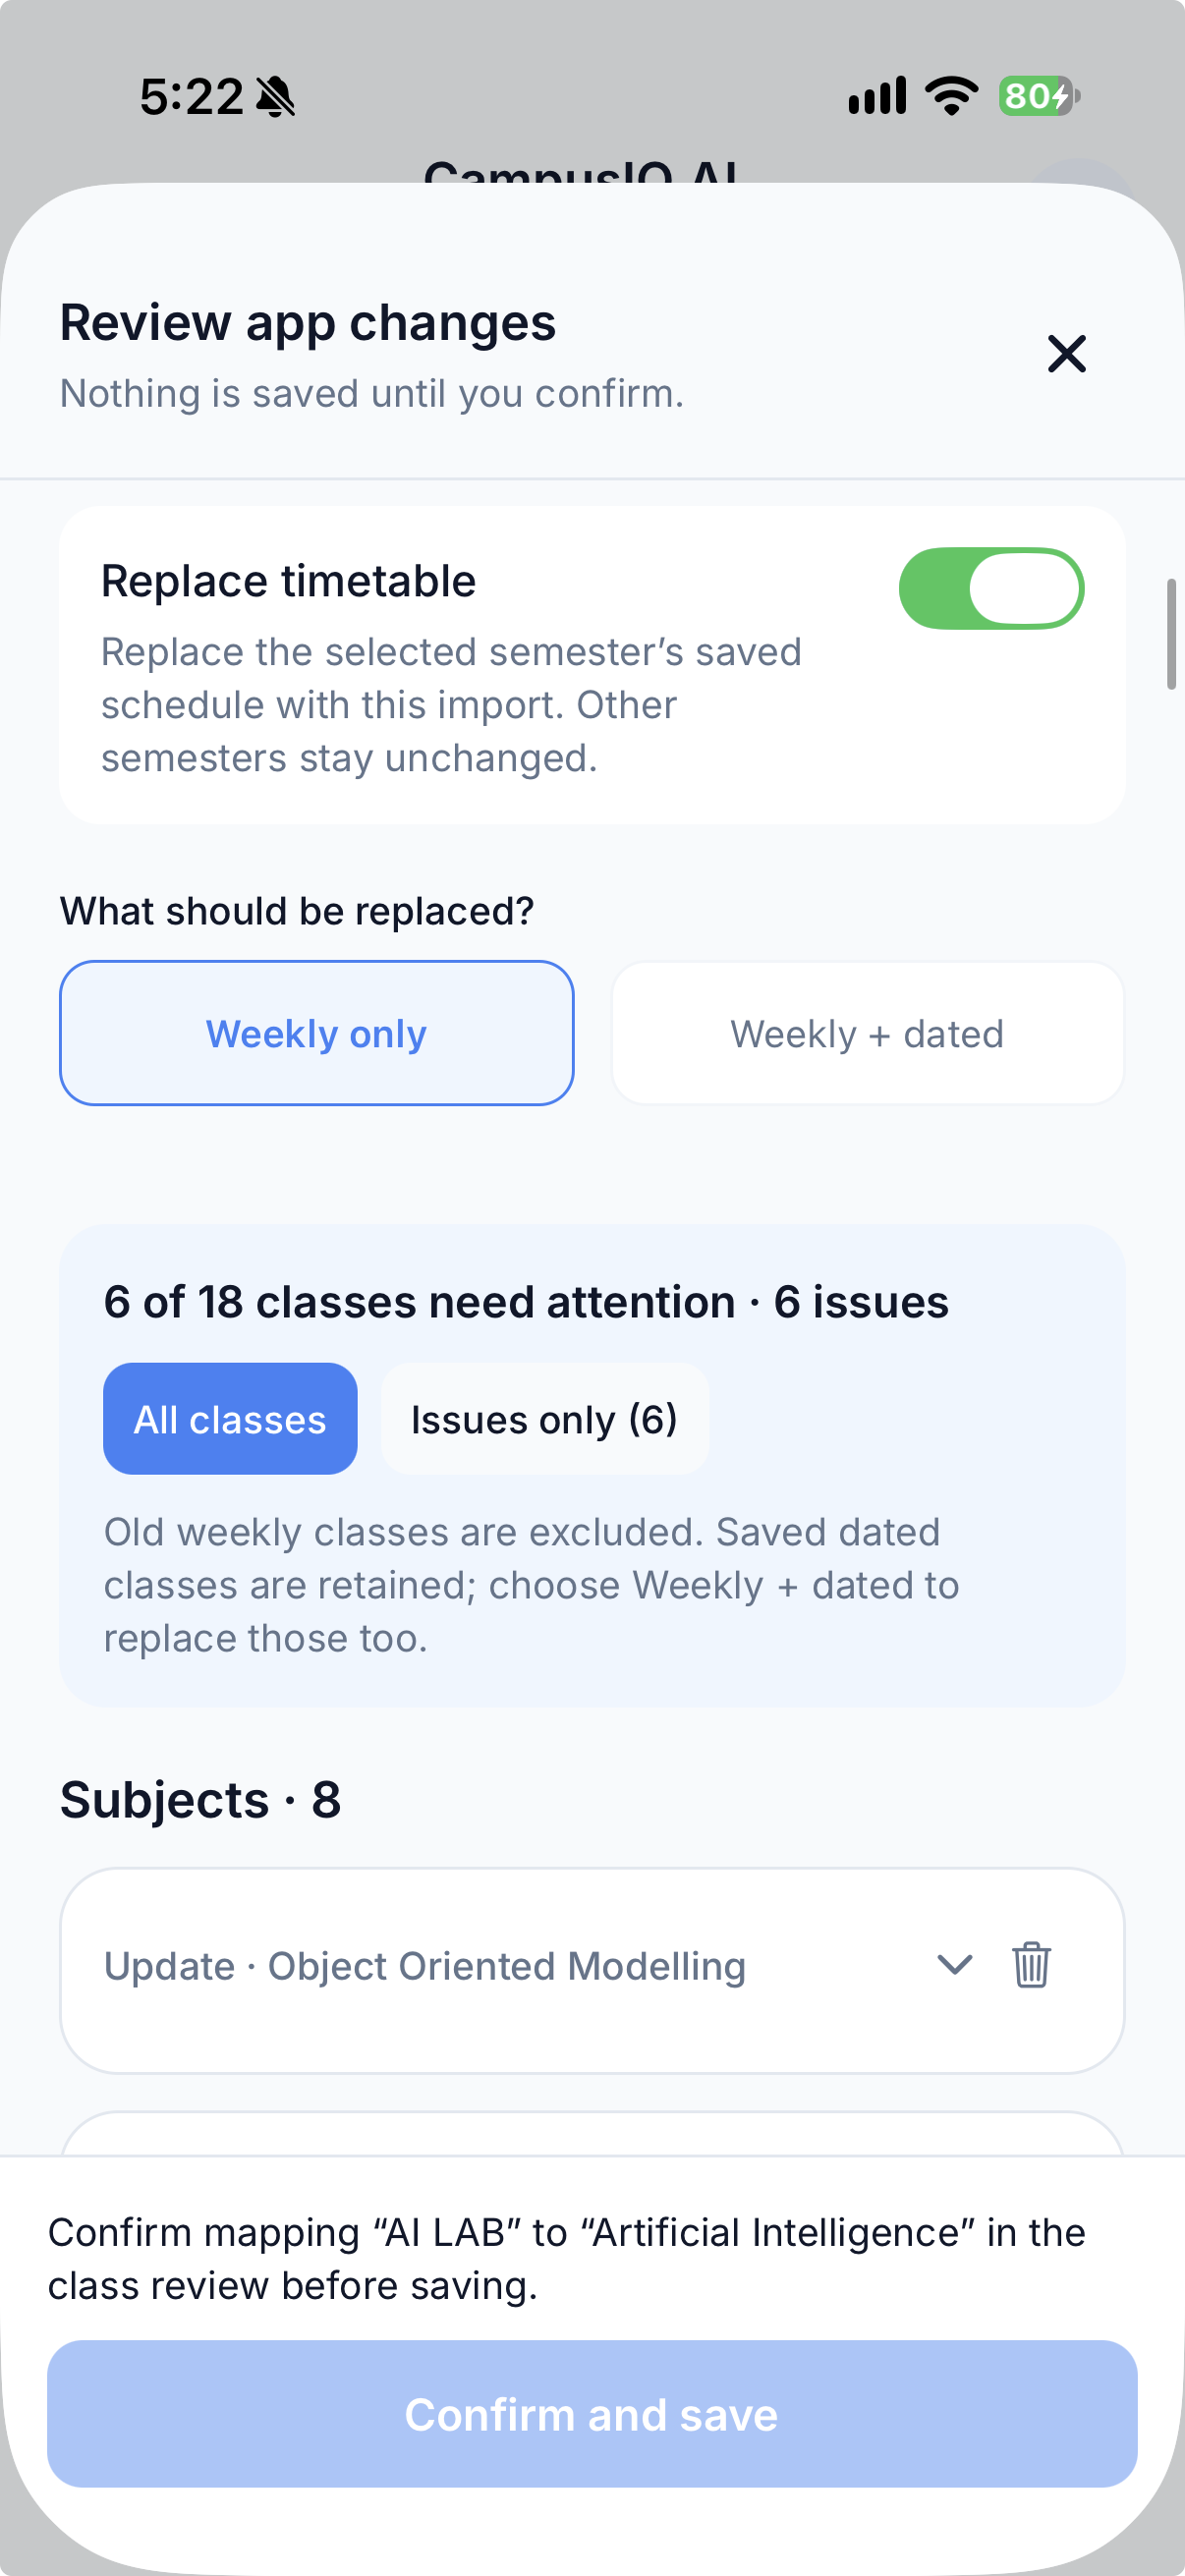 5:22
80
CampusIQ AI
Review app changes
Nothing is saved until you confirm.
Replace timetable
Replace the selected semester’s saved
schedule with this import. Other
semesters stay unchanged.
What should be replaced?
Weekly only
Weekly + dated
6 of 18 classes need attention · 6 issues
All classes
Issues only (6)
Old weekly classes are excluded. Saved dated
classes are retained; choose Weekly + dated to
replace those too.
Subjects · 8
Update · Object Oriented Modelling
Confirm mapping “AI LAB” to “Artificial Intelligence” in the
class review before saving.
Confirm and save